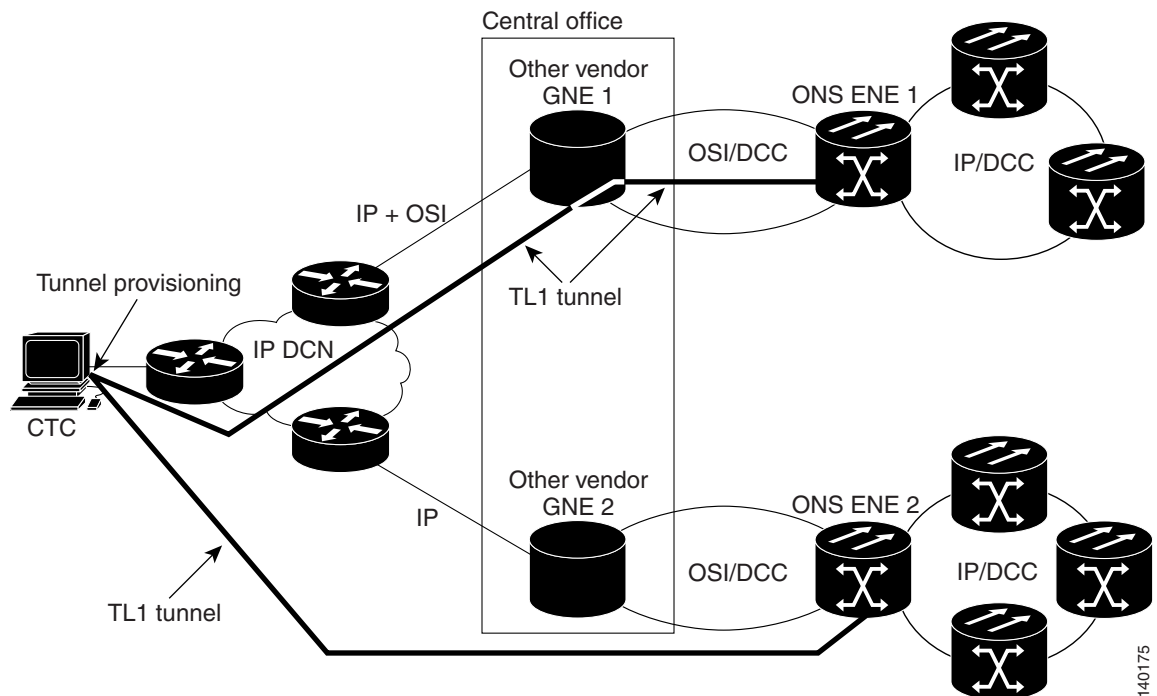 Central office
Other vendor
GNE 1
ONS ENE 1
OSI/DCC
IP/DCC
IP + OSI
Tunnel provisioning
TL1 tunnel
IP DCN
CTC
Other vendor
GNE 2
ONS ENE 2
IP
OSI/DCC
IP/DCC
TL1 tunnel
140175